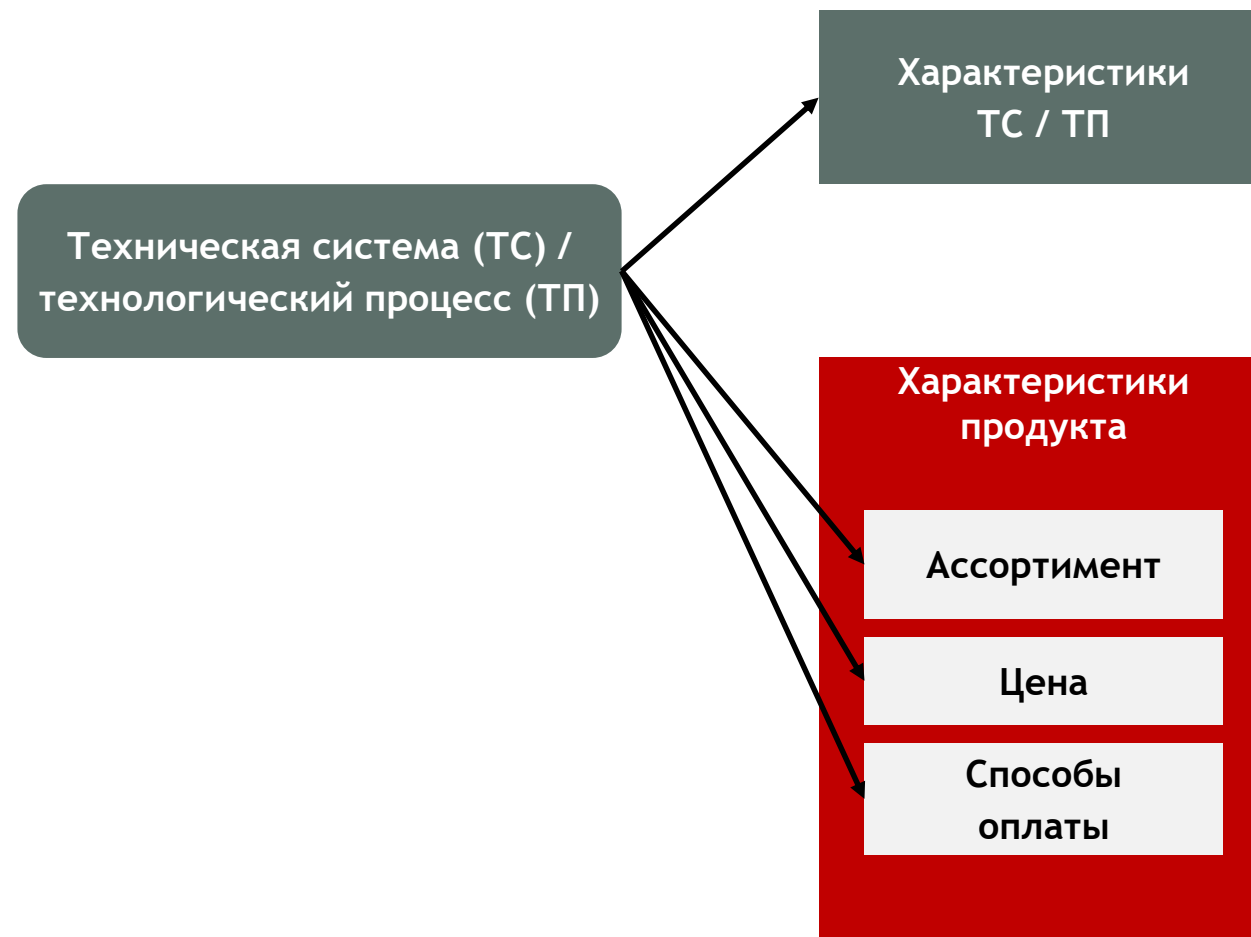 Характеристики
ТС / ТП
Техническая система (ТС) /
технологический процесс (ТП)
Характеристики
продукта
Ассортимент
Цена
Способы
оплаты